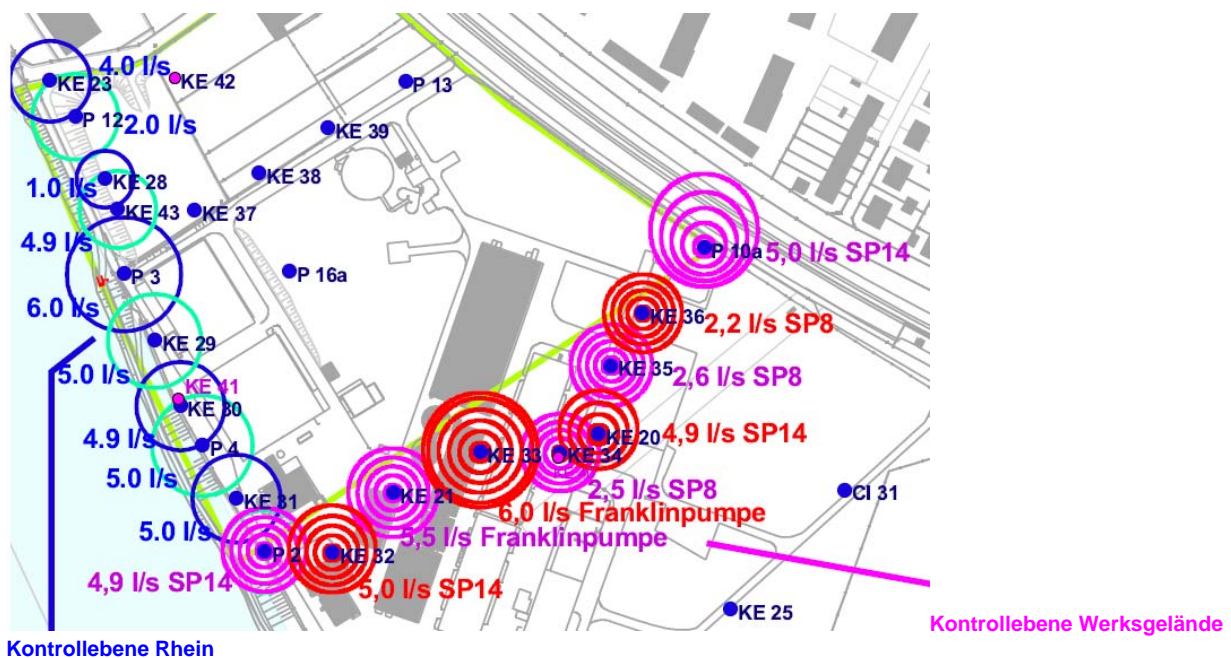 4.0 l/s
KE 23
KE 42
P 13
P 12
2.0 l/s
KE 39
KE 38
KE 28
1.0 l/s
KE 43
KE 37
4.9 l/s
P 10a
5,0 l/s SP14
P 3
P 16a
6.0 l/s
KE 36
2,2 l/s SP8
KE 29
KE 35
5.0 l/s
2,6 l/s SP8
KE 41
KE 30
4.9 l/s
P 4
KE 20
4,9 l/s SP14
KE 33
KE 34
5.0 l/s
2,5 l/s SP8
KE 21
CI 31
KE 31
6,0 l/s Franklinpumpe
5.0 l/s
5,5 l/s Franklinpumpe
P 2
KE 32
4,9 l/s SP14
5,0 l/s SP14
KE 25
Kontrollebene Werksgelände
Kontrollebene Rhein